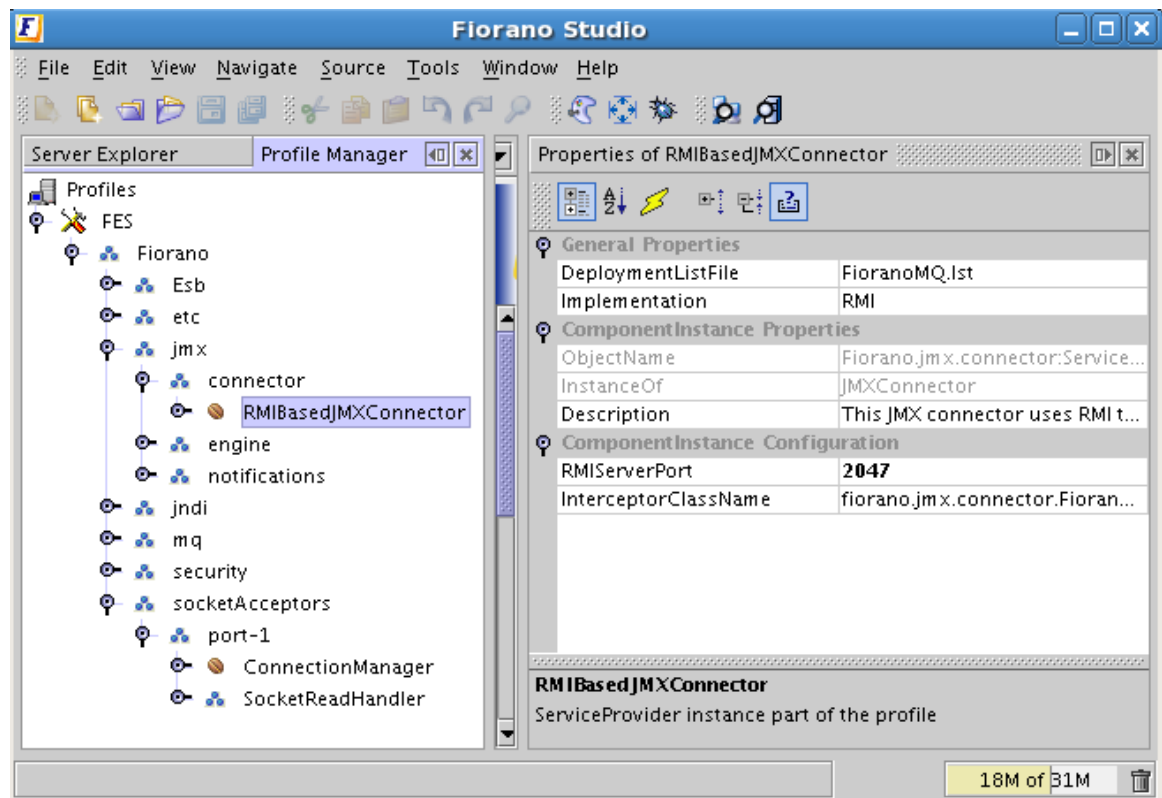 Fiorano Studio
File Edit View Navigate Source Tools Window Help
Server Explorer Profile Manager
Profiles
FES
Fiorano
Esb
etc
jmx
connector
RMIBasedJMXConnector
engine
notifications
jndi
mq
security
socketAcceptors
port-1
ConnectionManager
SocketReadHandler
Properties of RMIBasedJMXConnector
General Properties
DeploymentListFile FioranoMQ.lst
Implementation RMI
ComponentInstance Properties
ObjectName Fiorano.jmx.connector:Service...
InstanceOf JMXConnector
Description This JMX connector uses RMI t...
ComponentInstance Configuration
RMIServerPort 2047
InterceptorClassName fiorano.jmx.connector.Fioran...
RMIBasedJMXConnector
ServiceProvider instance part of the profile
18M of 31M